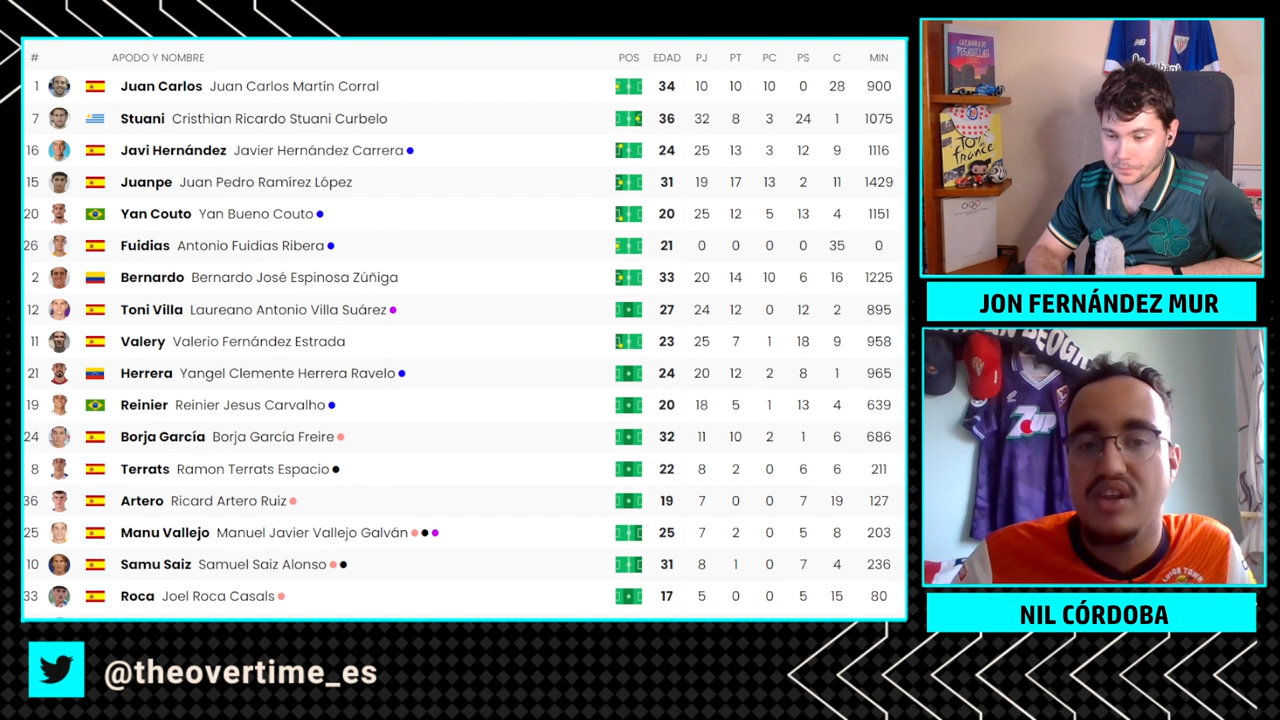 # APODO Y NOMBRE POS EDAD PJ PT PC PS C MIN
1 Juan Carlos Juan Carlos Martín Corral 34 10 10 10 0 28 900
7 Stuani Cristhian Ricardo Stuani Curbelo 36 32 8 3 24 1 1075
16 Javi Hernández Javier Hernández Carrera 24 25 13 3 12 9 1116
15 Juanpe Juan Pedro Ramírez López 31 19 17 13 2 11 1429
20 Yan Couto Yan Bueno Couto 20 25 12 5 13 4 1151
26 Fuidias Antonio Fuidias Ribera 21 0 0 0 0 35 0
2 Bernardo Bernardo José Espinosa Zúñiga 33 20 14 10 6 16 1225
12 Toni Villa Laureano Antonio Villa Suárez 27 24 12 0 12 2 895
11 Valery Valerio Fernández Estrada 23 25 7 1 18 9 958
21 Herrera Yangel Clemente Herrera Ravelo 24 20 12 2 8 1 965
19 Reinier Reinier Jesus Carvalho 20 18 5 1 13 4 639
24 Borja García Borja García Freire 32 11 10 2 1 6 686
8 Terrats Ramon Terrats Espacio 22 8 2 0 6 6 211
36 Artero Ricard Artero Ruiz 19 7 0 0 7 19 127
25 Manu Vallejo Manuel Javier Vallejo Galván 25 7 2 0 5 8 203
10 Samu Saiz Samuel Saiz Alonso 31 8 1 0 7 4 236
33 Roca Joel Roca Casals 17 5 0 0 5 15 80
@theovertime_es
PESADILLAS
france
JON FERNÁNDEZ MUR
BEOGR
7UP
LUTON TOWN
NIL CÓRDOBA